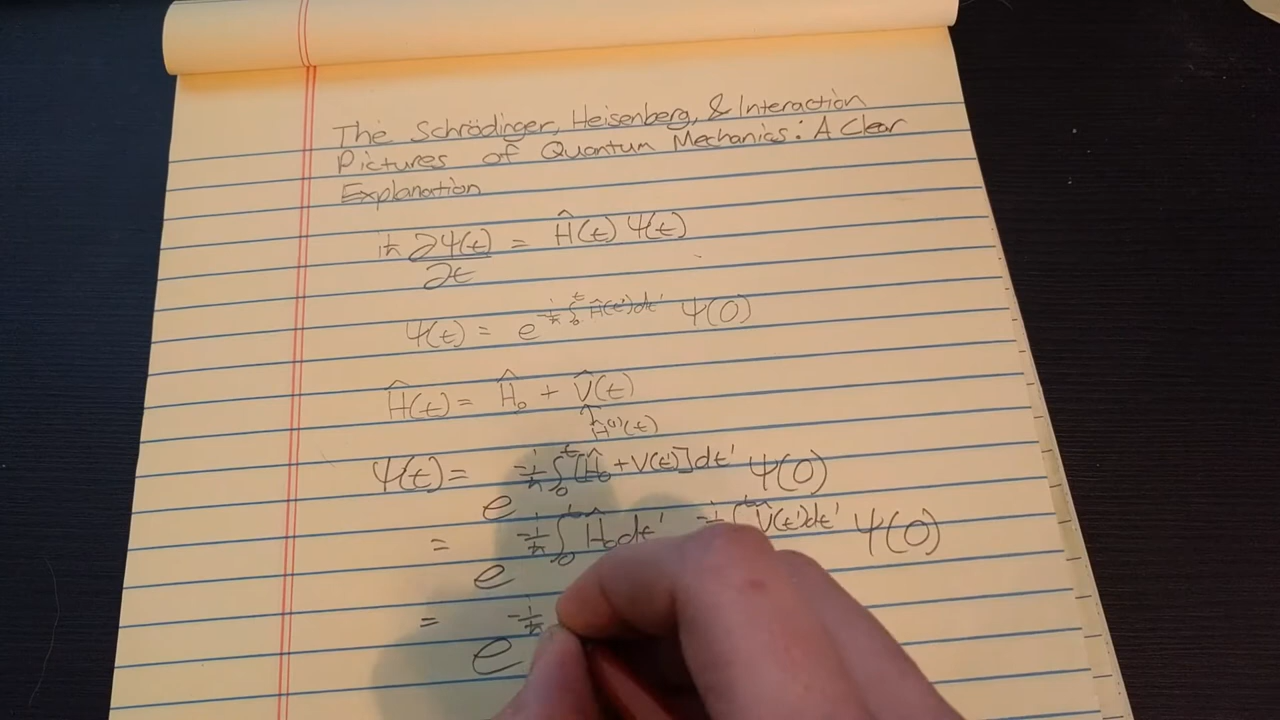 The Schrödinger, Heisenberg, & Interaction
Pictures of Quantum Mechanics: A Clear
Explanation
iℏ ∂Ψ(t)/∂t = Ĥ(t) Ψ(t)
Ψ(t) = e^{-i/ℏ ∫₀ᵗ Ĥ(t')dt'} Ψ(0)
Ĥ(t) = Ĥ₀ + V̂(t)
↑
Ĥ⁽¹⁾(t)
Ψ(t) = e^{-i/ℏ ∫₀ᵗ [Ĥ₀ + V(t')]dt'} Ψ(0)
= e^{-i/ℏ ∫₀ᵗ Ĥ₀dt'} ^{-i/ℏ ∫ᵗ V̂(t')dt'} Ψ(0)
= e^{-i/ℏ}